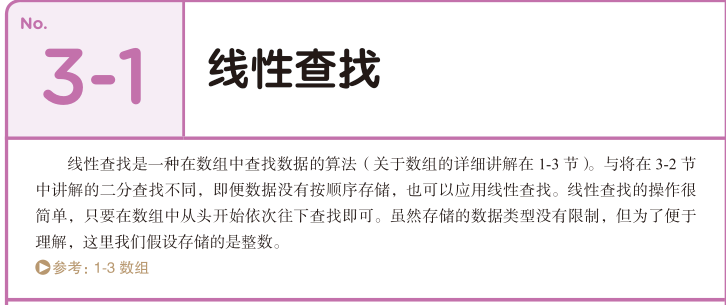 No.
3-1
线性查找
线性查找是一种在数组中查找数据的算法（关于数组的详细讲解在 1-3 节）。与将在 3-2 节
中讲解的二分查找不同，即便数据没有按顺序存储，也可以应用线性查找。线性查找的操作很
简单，只要在数组中从头开始依次往下查找即可。虽然存储的数据类型没有限制，但为了便于
理解，这里我们假设存储的是整数。
参考：1-3 数组